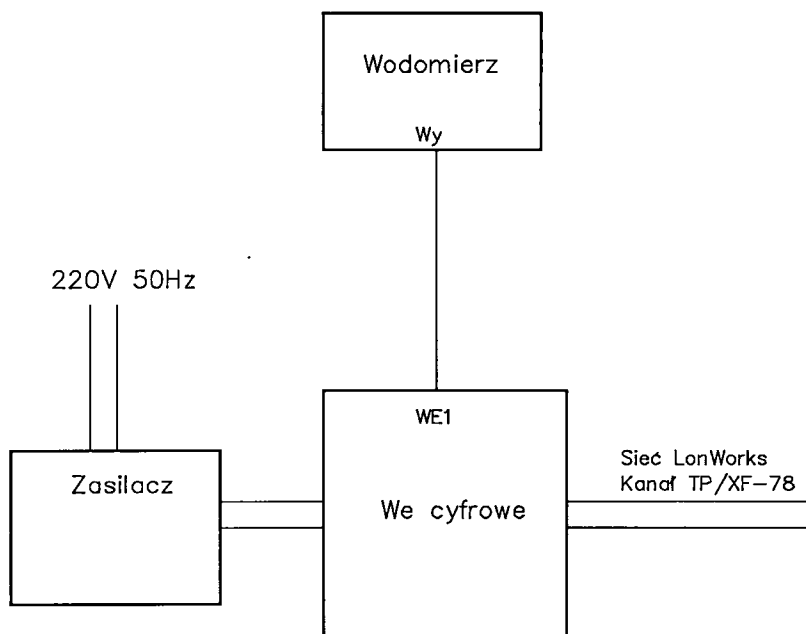 Wodomierz
Wy
220V 50Hz
WE1
Zasilacz
We cyfrowe
Sieć LonWorks
Kanał TP/XF-78